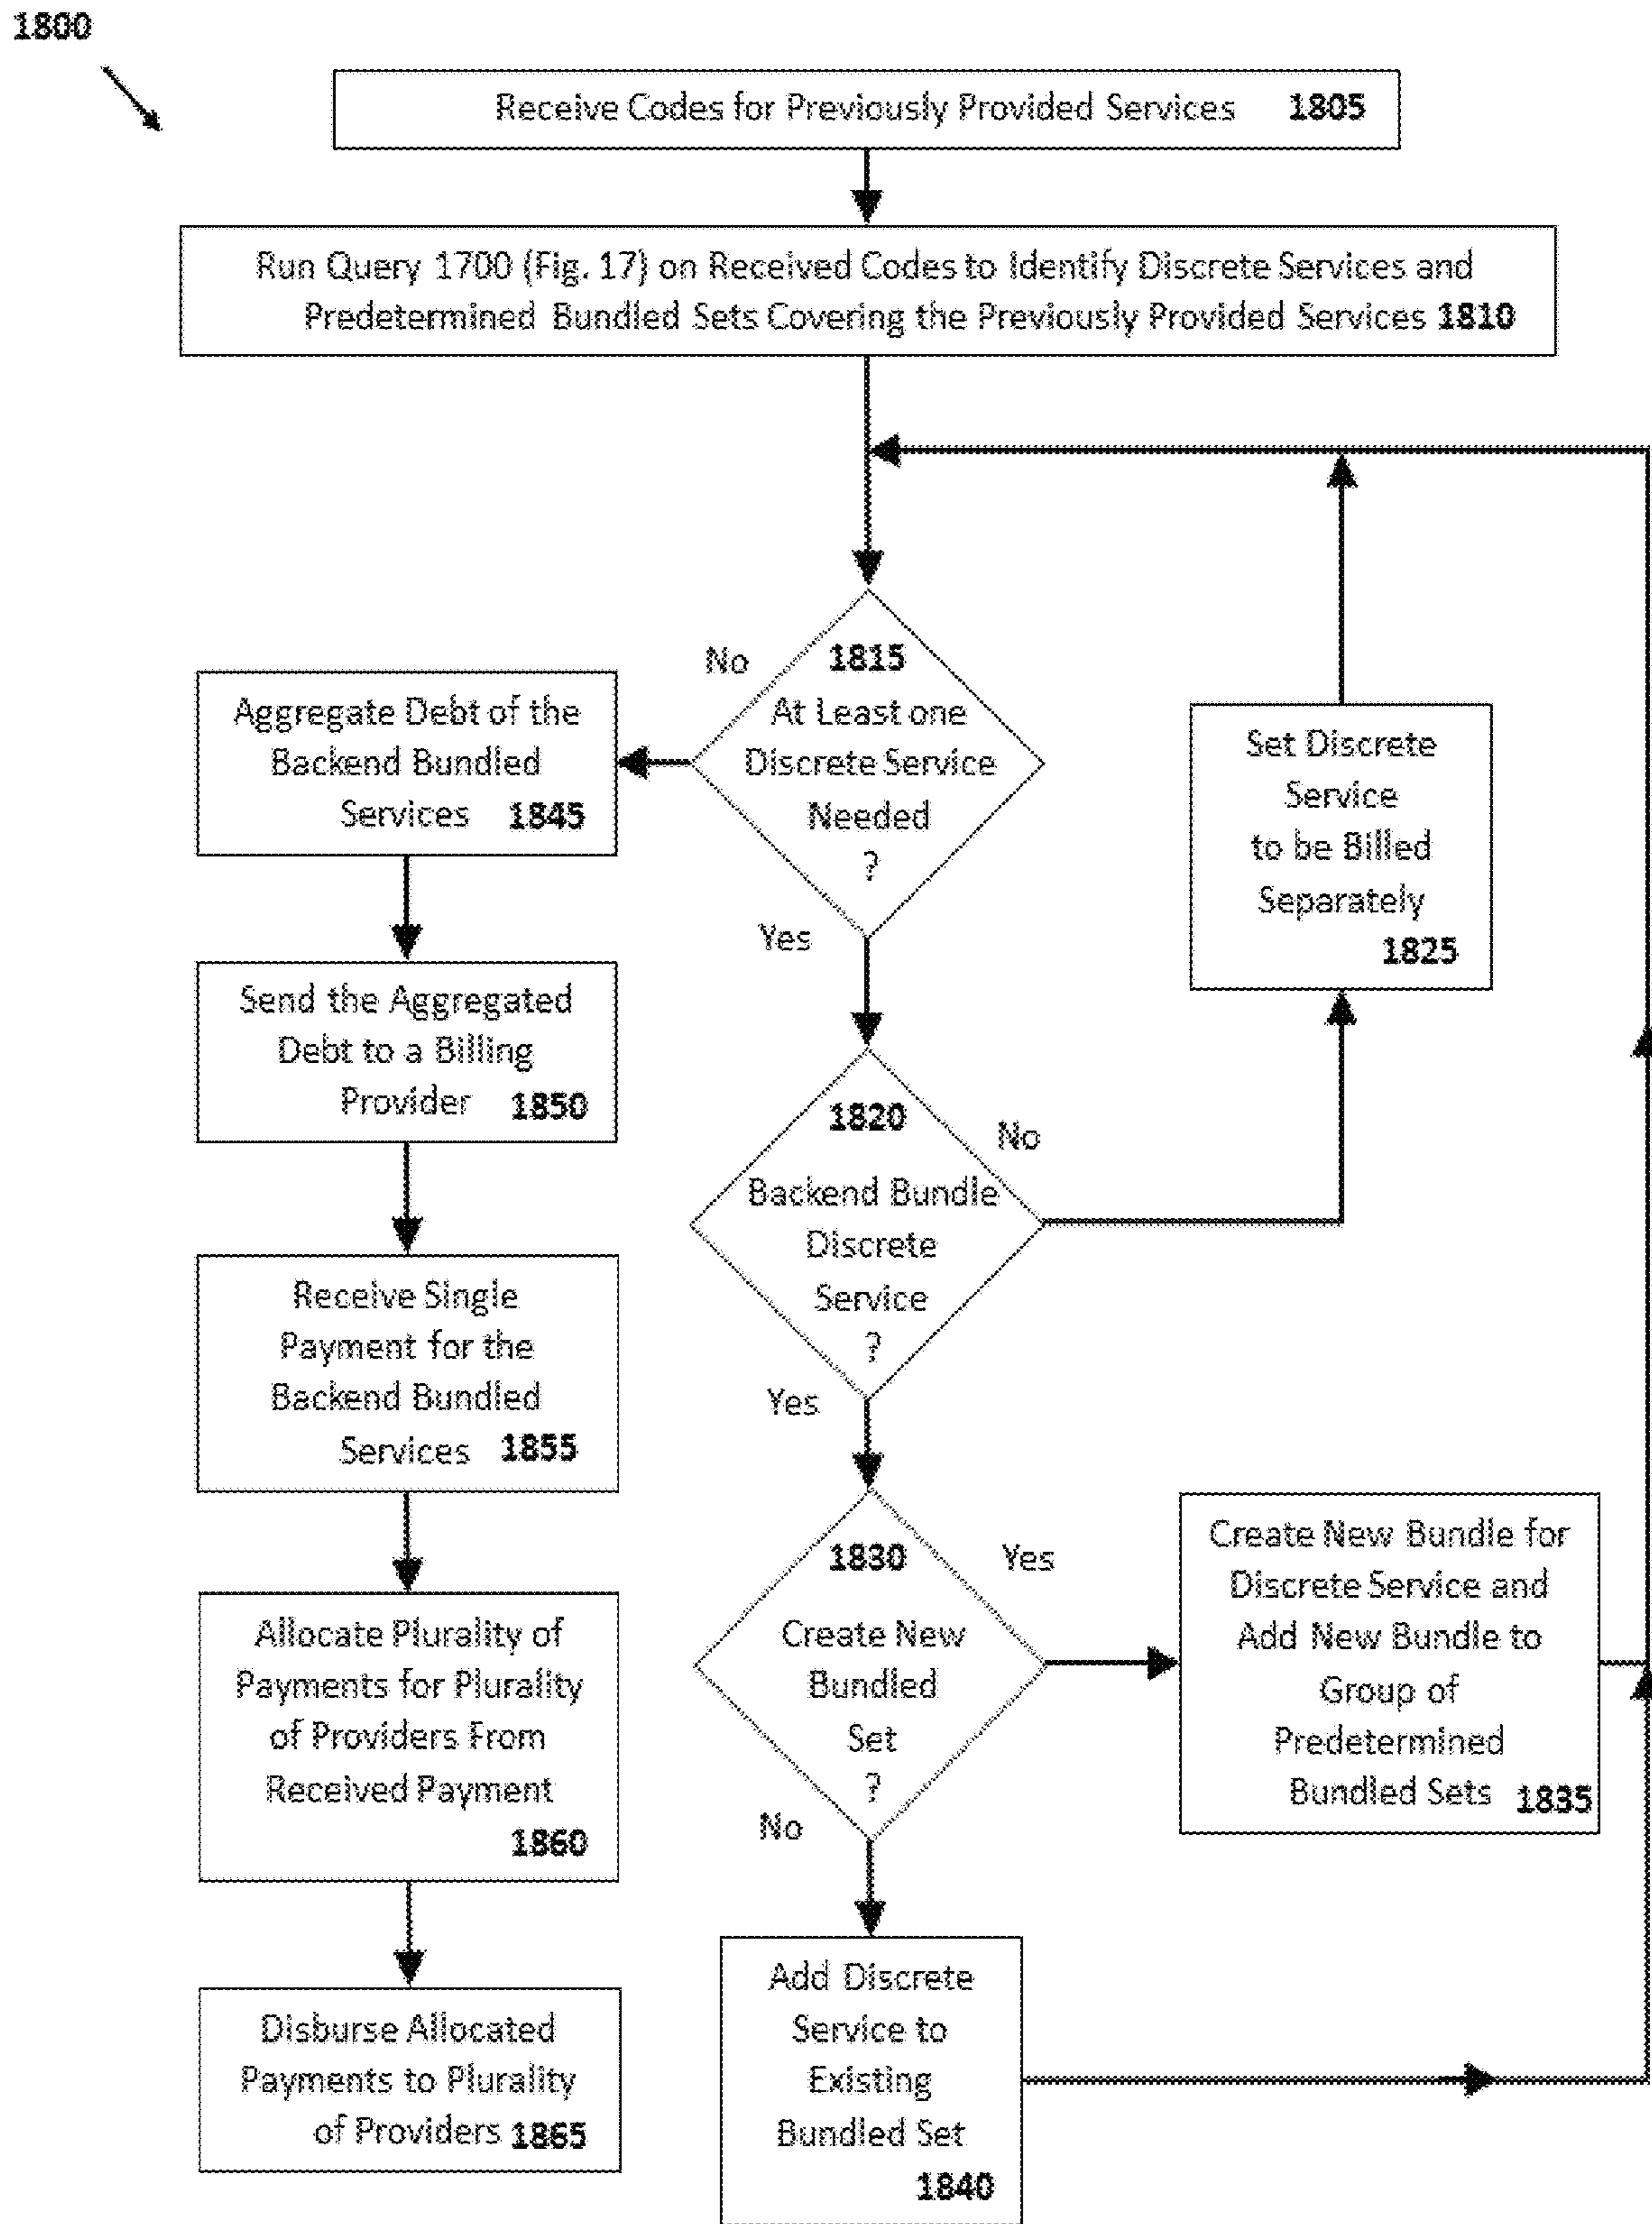 1800
Receive Codes for Previously Provided Services 1805
Run Query 1700 (Fig. 17) on Received Codes to Identify Discrete Services and
Predetermined Bundled Sets Covering the Previously Provided Services 1810
No
1815
At Least one
Discrete Service
Needed
?
Yes
Aggregate Debt of the
Backend Bundled
Services 1845
Set Discrete
Service
to be Billed
Separately
1825
Send the Aggregated
Debt to a Billing
Provider 1850
1820
No
Backend Bundle
Discrete
Service
?
Yes
Receive Single
Payment for the
Backend Bundled
Services 1855
1830
Yes
Create New
Bundled
Set
?
No
Create New Bundle for
Discrete Service and
Add New Bundle to
Group of
Predetermined
Bundled Sets 1835
Allocate Plurality of
Payments for Plurality
of Providers From
Received Payment
1860
Add Discrete
Service to
Existing
Bundled Set
1840
Disburse Allocated
Payments to Plurality
of Providers 1865